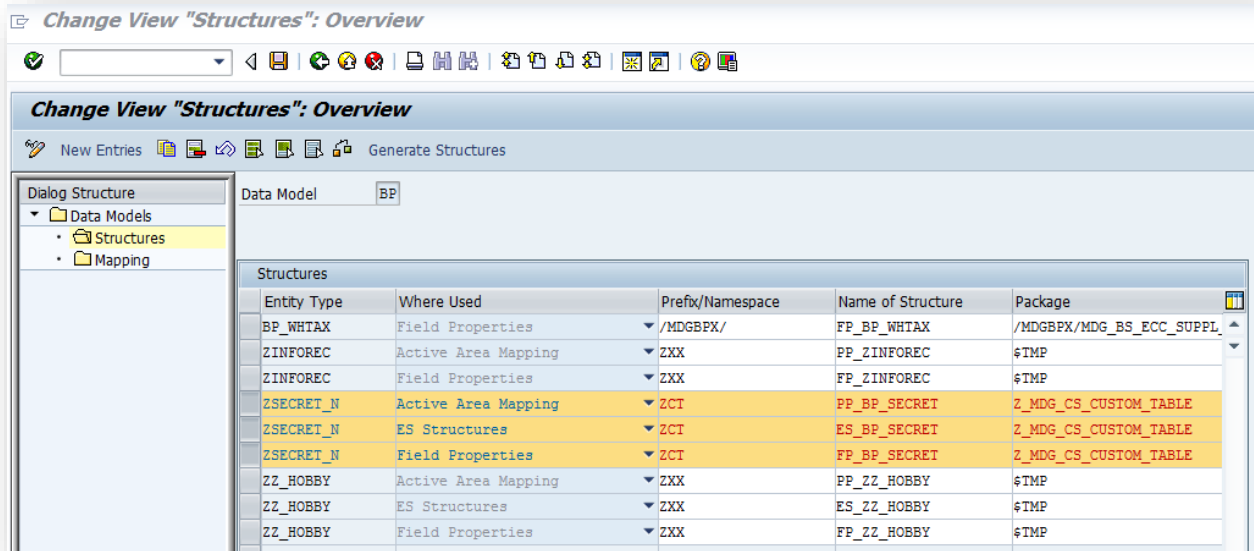 Change View "Structures": Overview
Change View "Structures": Overview
New Entries Generate Structures
Dialog Structure
Data Models
Structures
Mapping
Data Model BP
Structures
Entity Type Where Used Prefix/Namespace Name of Structure Package
BP_WHTAX Field Properties /MDGBPX/ FP_BP_WHTAX /MDGBPX/MDG_BS_ECC_SUPPL_
ZINFOREC Active Area Mapping ZXX PP_ZINFOREC $TMP
ZINFOREC Field Properties ZXX FP_ZINFOREC $TMP
ZSECRET_N Active Area Mapping ZCT PP_BP_SECRET Z_MDG_CS_CUSTOM_TABLE
ZSECRET_N ES Structures ZCT ES_BP_SECRET Z_MDG_CS_CUSTOM_TABLE
ZSECRET_N Field Properties ZCT FP_BP_SECRET Z_MDG_CS_CUSTOM_TABLE
ZZ_HOBBY Active Area Mapping ZXX PP_ZZ_HOBBY $TMP
ZZ_HOBBY ES Structures ZXX ES_ZZ_HOBBY $TMP
ZZ_HOBBY Field Properties ZXX FP_ZZ_HOBBY $TMP